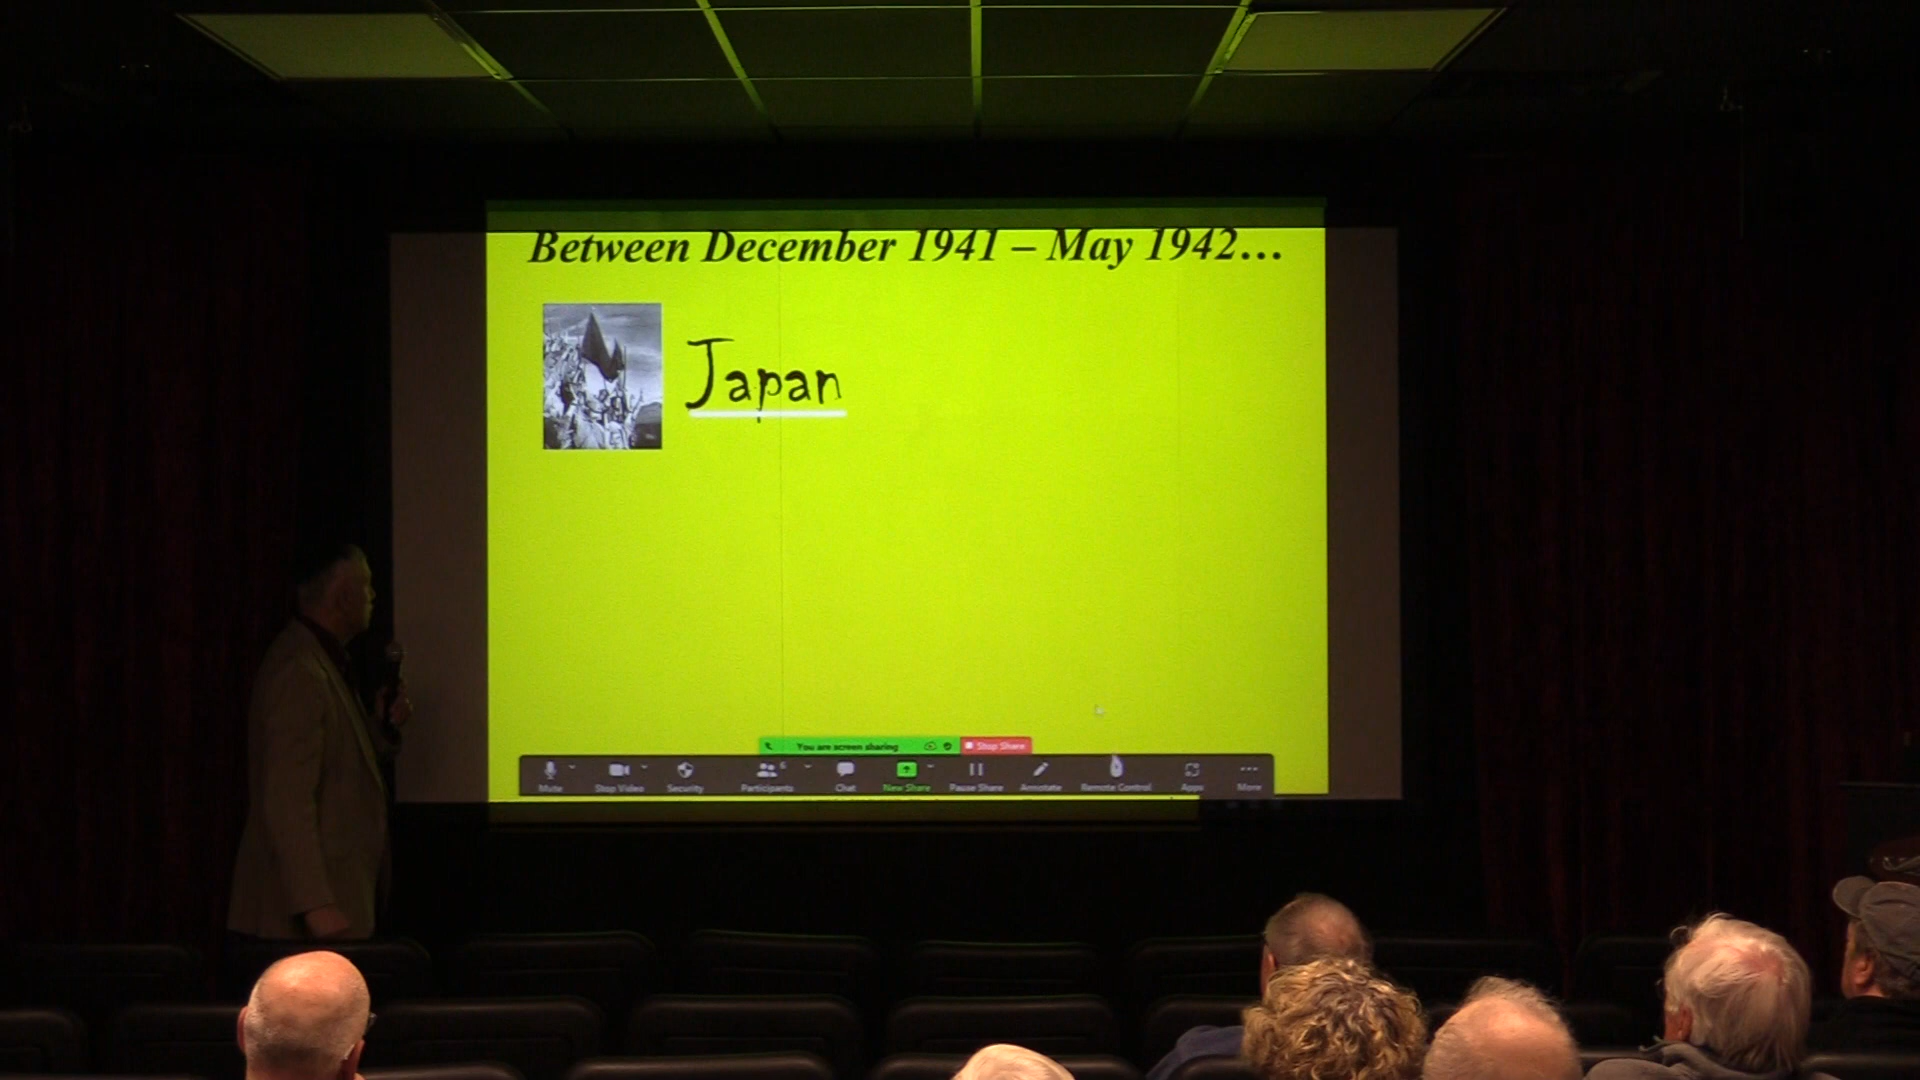 Between December 1941 – May 1942...
Japan
You are screen sharing
Stop Share
Mute
Stop Video
Security
6
Participants
Chat
New Share
Pause Share
Annotate
Remote Control
Apps
More